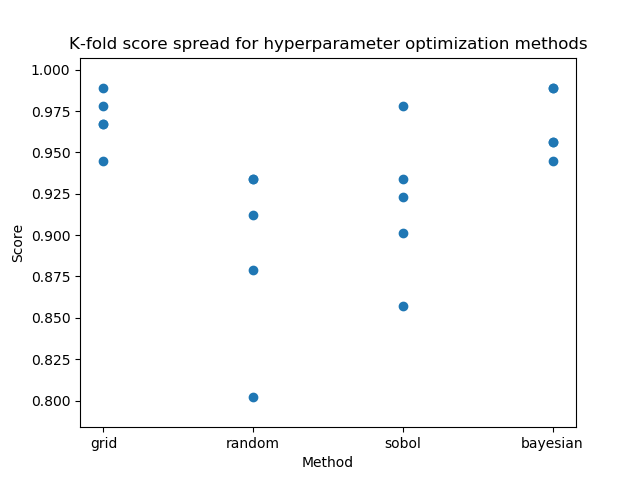 K-fold score spread for hyperparameter optimization methods
1.000
0.975
0.950
0.925
0.900
0.875
0.850
0.825
0.800
Score
grid random sobol bayesian
Method